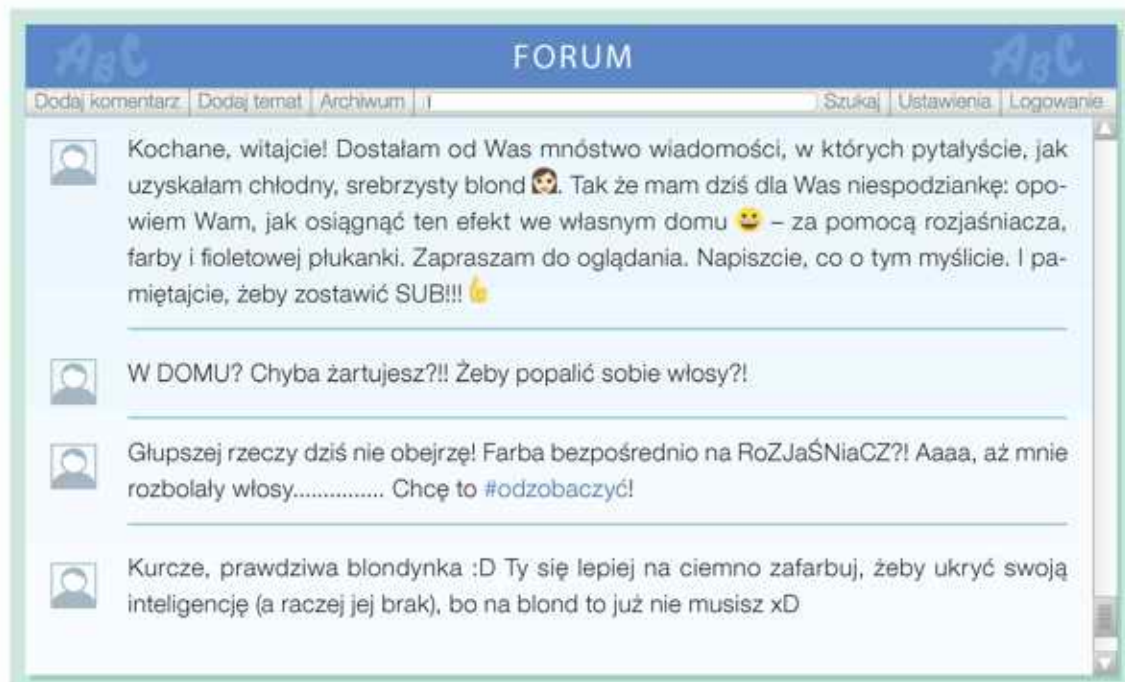 ABC FORUM ABC
Dodaj komentarz Dodaj temat Archiwum Szukaj Ustawienia Logowanie
Kochane, witajcie! Dostałam od Was mnóstwo wiadomości, w których pytałyście, jak
uzyskałam chłodny, srebrzysty blond 👩🏻. Tak że mam dziś dla Was niespodziankę: opo-
wiem Wam, jak osiągnąć ten efekt we własnym domu 😀 – za pomocą rozjaśniacza,
farby i fioletowej płukanki. Zapraszam do oglądania. Napiszcie, co o tym myślicie. I pa-
miętajcie, żeby zostawić SUB!!! 👍
W DOMU? Chyba żartujesz?!! Żeby popalić sobie włosy?!
Głupszej rzeczy dziś nie obejrzę! Farba bezpośrednio na RoZJaŚNiaCZ?! Aaaa, aż mnie
rozbolały włosy............... Chcę to #odzobaczyć!
Kurcze, prawdziwa blondynka :D Ty się lepiej na ciemno zafarbuj, żeby ukryć swoją
inteligencję (a raczej jej brak), bo na blond to już nie musisz xD